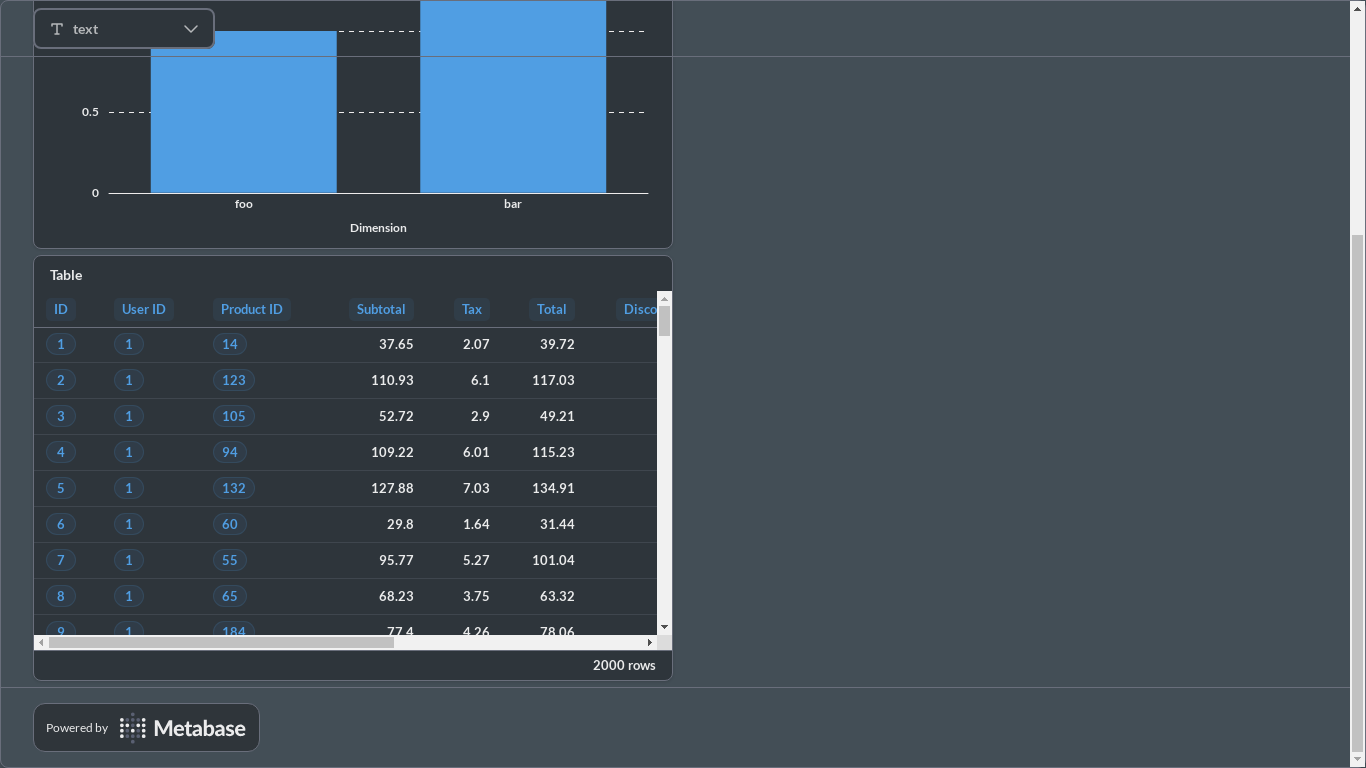 text
0.5
0
foo bar
Dimension
Table
ID User ID Product ID Subtotal Tax Total Disco
1 1 14 37.65 2.07 39.72
2 1 123 110.93 6.1 117.03
3 1 105 52.72 2.9 49.21
4 1 94 109.22 6.01 115.23
5 1 132 127.88 7.03 134.91
6 1 60 29.8 1.64 31.44
7 1 55 95.77 5.27 101.04
8 1 65 68.23 3.75 63.32
9 1 184 77.4 4.26 78.06
2000 rows
Powered by Metabase